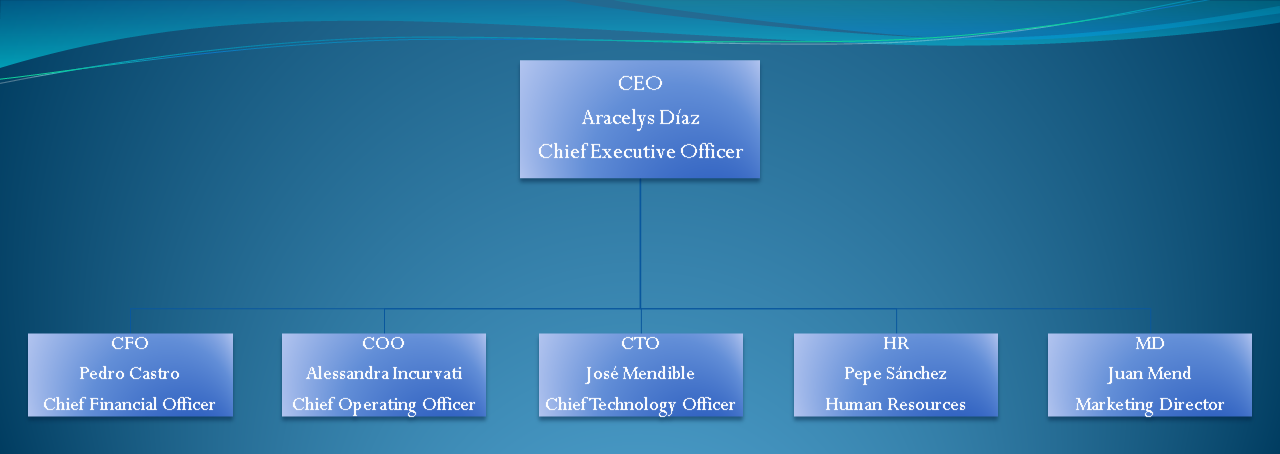 CEO
Aracelys Díaz
Chief Executive Officer
CFO
Pedro Castro
Chief Financial Officer
COO
Alessandra Incurvati
Chief Operating Officer
CTO
José Mendible
Chief Technology Officer
HR
Pepe Sánchez
Human Resources
MD
Juan Mend
Marketing Director